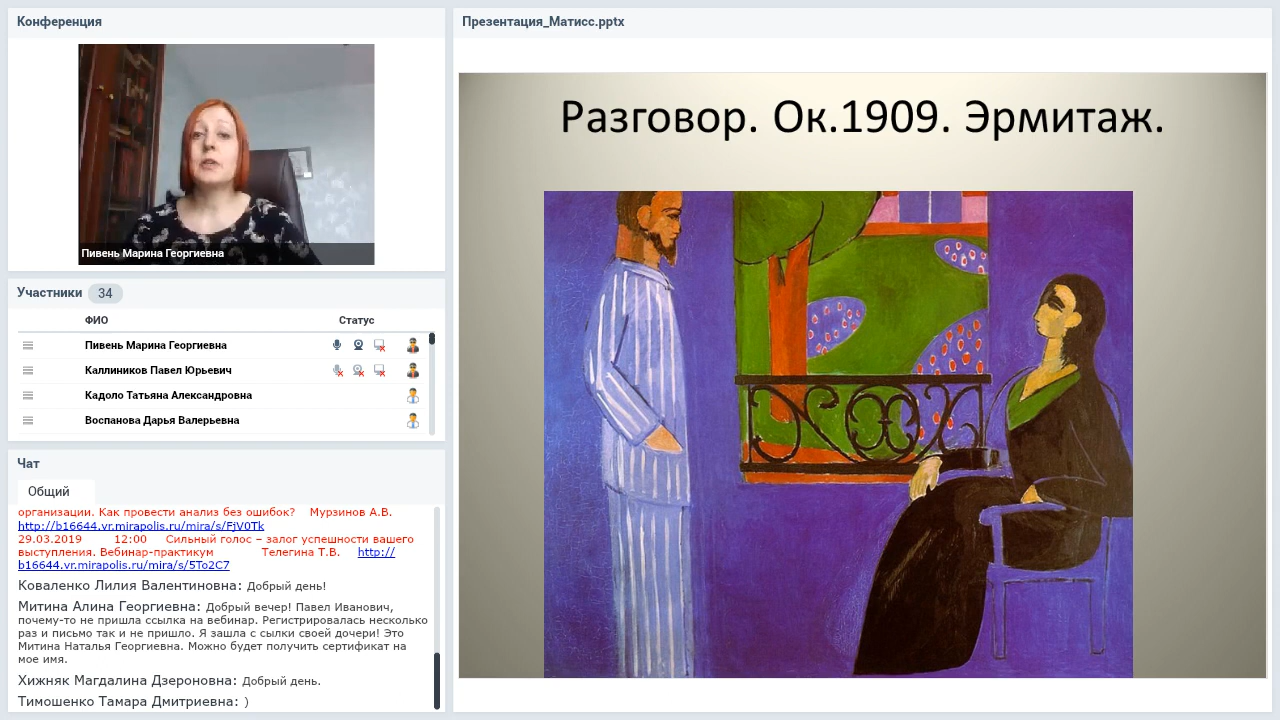 Конференция
Пивень Марина Георгиевна
Участники 34
ФИО Статус
Пивень Марина Георгиевна
Каллиников Павел Юрьевич
Кадоло Татьяна Александровна
Воспанова Дарья Валерьевна
Чат
Общий
организации. Как провести анализ без ошибок? Мурзинов А.В.
http://b16644.vr.mirapolis.ru/mira/s/FjV0Tk
29.03.2019 12:00 Сильный голос – залог успешности вашего
выступления. Вебинар-практикум Телегина Т.В. http://
b16644.vr.mirapolis.ru/mira/s/5To2C7
Коваленко Лилия Валентиновна: Добрый день!
Митина Алина Георгиевна: Добрый вечер! Павел Иванович,
почему-то не пришла ссылка на вебинар. Регистрировалась несколько
раз и письмо так и не пришло. Я зашла с сылки своей дочери! Это
Митина Наталья Георгиевна. Можно будет получить сертификат на
мое имя.
Хижняк Магдалина Дзероновна: Добрый день.
Тимошенко Тамара Дмитриевна: )
Презентация_Матисс.pptx
Разговор. Ок.1909. Эрмитаж.